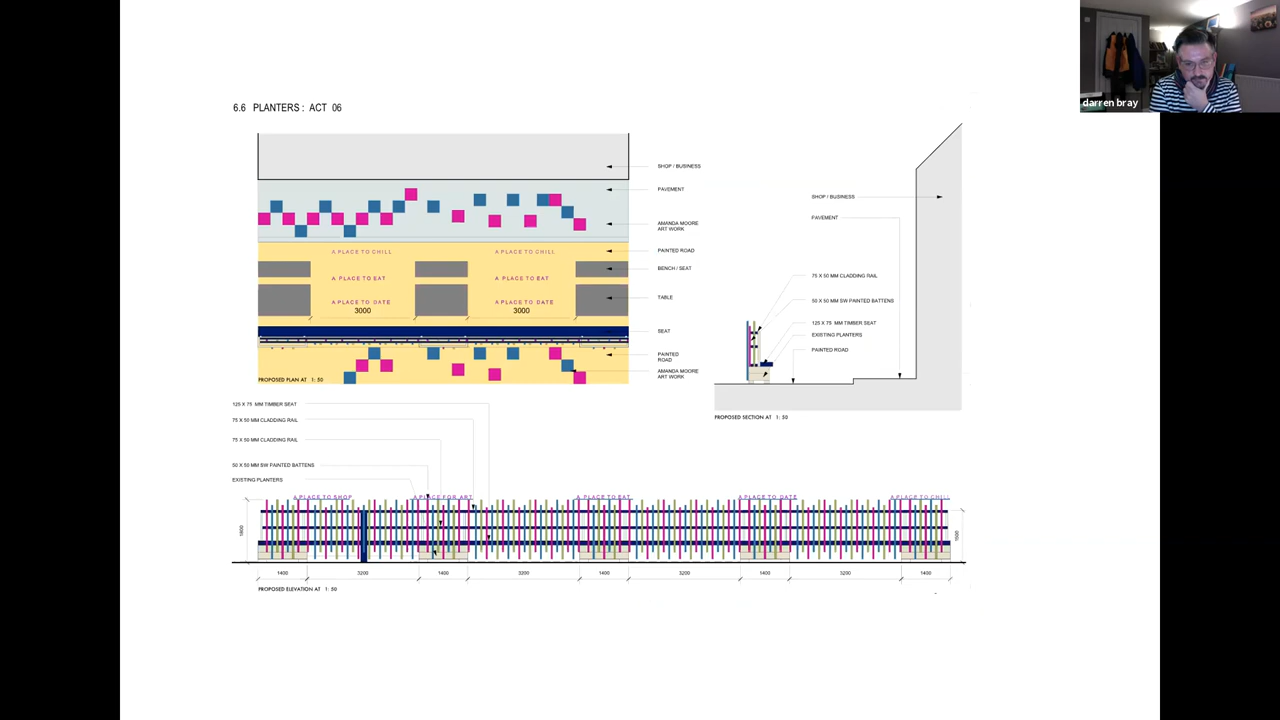 darren bray
6.6 PLANTERS : ACT 06
SHOP / BUSINESS
PAVEMENT
AMANDA MOORE
ART WORK
PAINTED ROAD
BENCH / SEAT
TABLE
SEAT
PAINTED
ROAD
AMANDA MOORE
ART WORK
A PLACE TO CHILL
A PLACE TO CHILL
A PLACE TO EAT
A PLACE TO EAT
A PLACE TO DATE
A PLACE TO DATE
3000
3000
PROPOSED PLAN AT 1: 50
SHOP / BUSINESS
PAVEMENT
75 X 50 MM CLADDING RAIL
50 X 50 MM SW PAINTED BATTENS
125 X 75 MM TIMBER SEAT
EXISTING PLANTERS
PAINTED ROAD
PROPOSED SECTION AT 1: 50
125 X 75 MM TIMBER SEAT
75 X 50 MM CLADDING RAIL
75 X 50 MM CLADDING RAIL
50 X 50 MM SW PAINTED BATTENS
EXISTING PLANTERS
A PLACE TO SHOP
A PLACE FOR ART
A PLACE TO EAT
A PLACE TO DATE
A PLACE TO CHILL
1400
3200
1400
3200
1400
3200
1400
3200
1400
PROPOSED ELEVATION AT 1: 50